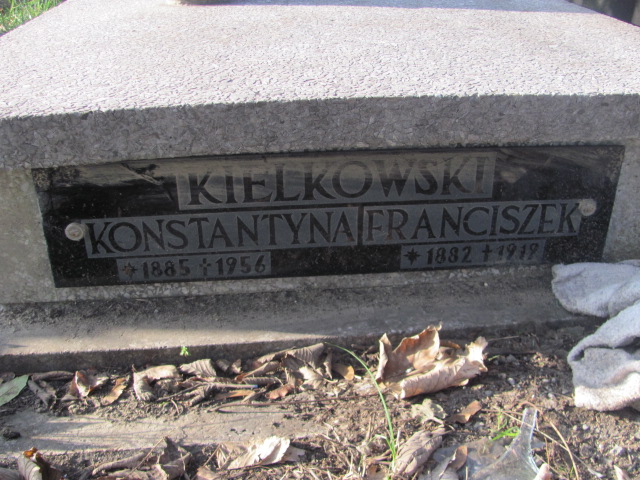 KIELKOWSKI
KONSTANTYNA FRANCISZEK
* 1885 † 1956 * 1882 † 1919